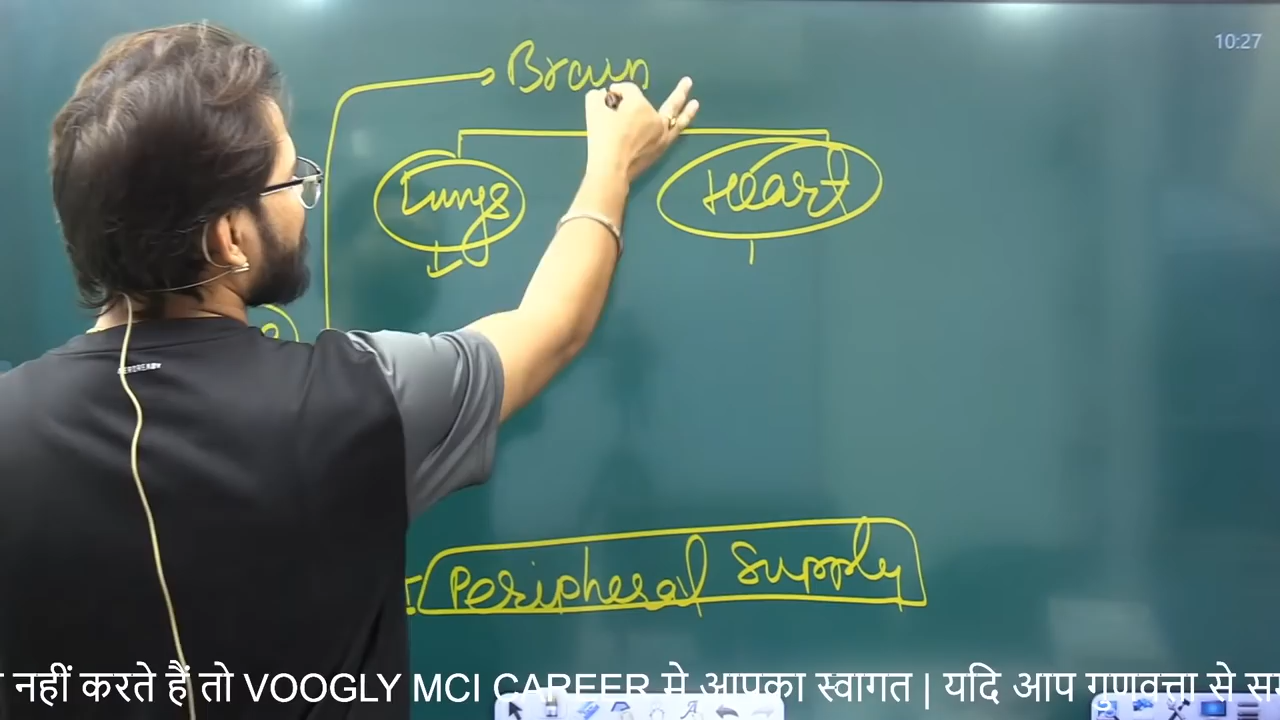 10:27
Brain
Lungs Heart
Peripheral Supply
नहीं करते हैं तो VOOGLY MCI CAREER मे आपका स्वागत | यदि आप गुणवत्ता से